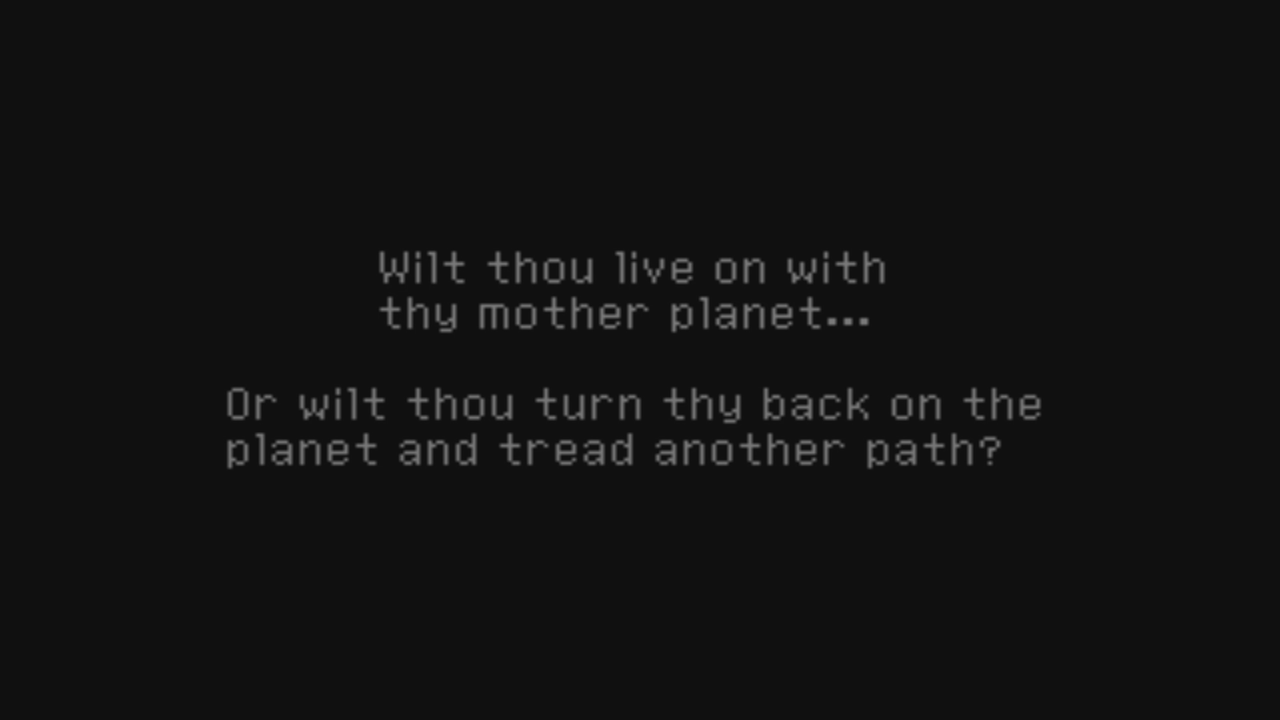 Wilt thou live on with
thy mother planet...
Or wilt thou turn thy back on the
planet and tread another path?